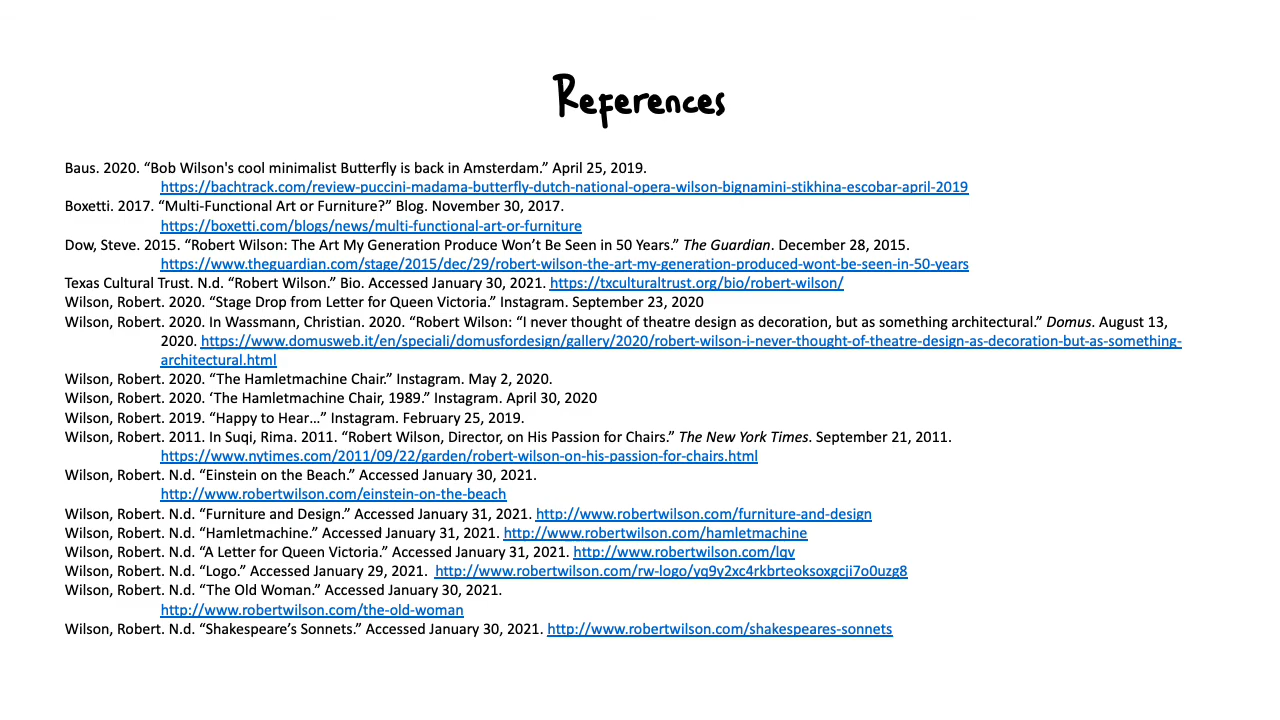 References
Baus. 2020. “Bob Wilson's cool minimalist Butterfly is back in Amsterdam.” April 25, 2019.
https://bachtrack.com/review-puccini-madama-butterfly-dutch-national-opera-wilson-bignamini-stikhina-escobar-april-2019
Boxetti. 2017. “Multi-Functional Art or Furniture?” Blog. November 30, 2017.
https://boxetti.com/blogs/news/multi-functional-art-or-furniture
Dow, Steve. 2015. “Robert Wilson: The Art My Generation Produce Won’t Be Seen in 50 Years.” The Guardian. December 28, 2015.
https://www.theguardian.com/stage/2015/dec/29/robert-wilson-the-art-my-generation-produced-wont-be-seen-in-50-years
Texas Cultural Trust. N.d. “Robert Wilson.” Bio. Accessed January 30, 2021. https://txculturaltrust.org/bio/robert-wilson/
Wilson, Robert. 2020. “Stage Drop from Letter for Queen Victoria.” Instagram. September 23, 2020
Wilson, Robert. 2020. In Wassmann, Christian. 2020. “Robert Wilson: “I never thought of theatre design as decoration, but as something architectural.” Domus. August 13,
2020. https://www.domusweb.it/en/speciali/domusfordesign/gallery/2020/robert-wilson-i-never-thought-of-theatre-design-as-decoration-but-as-something-
architectural.html
Wilson, Robert. 2020. “The Hamletmachine Chair.” Instagram. May 2, 2020.
Wilson, Robert. 2020. ‘The Hamletmachine Chair, 1989.” Instagram. April 30, 2020
Wilson, Robert. 2019. “Happy to Hear…” Instagram. February 25, 2019.
Wilson, Robert. 2011. In Suqi, Rima. 2011. “Robert Wilson, Director, on His Passion for Chairs.” The New York Times. September 21, 2011.
https://www.nytimes.com/2011/09/22/garden/robert-wilson-on-his-passion-for-chairs.html
Wilson, Robert. N.d. “Einstein on the Beach.” Accessed January 30, 2021.
http://www.robertwilson.com/einstein-on-the-beach
Wilson, Robert. N.d. “Furniture and Design.” Accessed January 31, 2021. http://www.robertwilson.com/furniture-and-design
Wilson, Robert. N.d. “Hamletmachine.” Accessed January 31, 2021. http://www.robertwilson.com/hamletmachine
Wilson, Robert. N.d. “A Letter for Queen Victoria.” Accessed January 31, 2021. http://www.robertwilson.com/lqv
Wilson, Robert. N.d. “Logo.” Accessed January 29, 2021. http://www.robertwilson.com/rw-logo/yq9y2xc4rkbrteoksoxgcji7o0uzg8
Wilson, Robert. N.d. “The Old Woman.” Accessed January 30, 2021.
http://www.robertwilson.com/the-old-woman
Wilson, Robert. N.d. “Shakespeare’s Sonnets.” Accessed January 30, 2021. http://www.robertwilson.com/shakespeares-sonnets